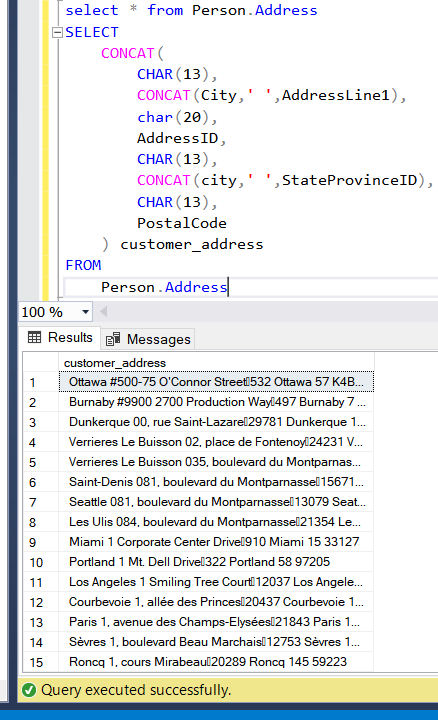 select * from Person.Address
SELECT
CONCAT(
CHAR(13),
CONCAT(City,' ',AddressLine1),
char(20),
AddressID,
CHAR(13),
CONCAT(city,' ',StateProvinceID),
CHAR(13),
PostalCode
) customer_address
FROM
Person.Address
100 %
Results Messages
customer_address
1 Ottawa #500-75 O'Connor Street▯532 Ottawa 57 K4B...
2 Burnaby #9900 2700 Production Way▯497 Burnaby 7 ...
3 Dunkerque 00, rue Saint-Lazare▯29781 Dunkerque 1...
4 Verrieres Le Buisson 02, place de Fontenoy▯24231 V...
5 Verrieres Le Buisson 035, boulevard du Montparnas...
6 Saint-Denis 081, boulevard du Montparnasse▯15671...
7 Seattle 081, boulevard du Montparnasse▯13079 Seat...
8 Les Ulis 084, boulevard du Montparnasse▯21354 Le...
9 Miami 1 Corporate Center Drive▯910 Miami 15 33127
10 Portland 1 Mt. Dell Drive▯322 Portland 58 97205
11 Los Angeles 1 Smiling Tree Court▯12037 Los Angele...
12 Courbevoie 1, allée des Princes▯20437 Courbevoie 1...
13 Paris 1, avenue des Champs-Elysées▯21843 Paris 1...
14 Sèvres 1, boulevard Beau Marchais▯12753 Sèvres 1...
15 Roncq 1, cours Mirabeau▯20289 Roncq 145 59223
Query executed successfully.